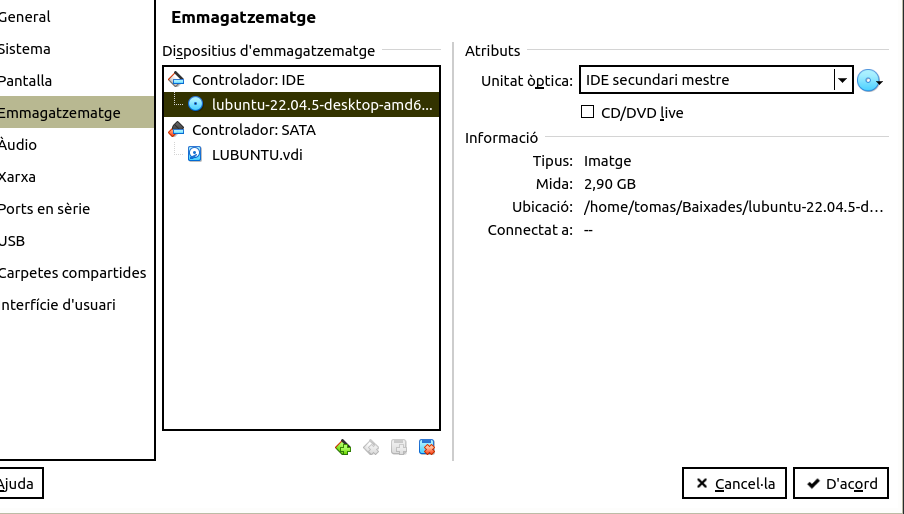 General
Sistema
Pantalla
Emmagatzematge
Àudio
Xarxa
Ports en sèrie
USB
Carpetes compartides
nterfície d'usuari
Emmagatzematge
Dispositius d'emmagatzematge
Controlador: IDE
lubuntu-22.04.5-desktop-amd6...
Controlador: SATA
LUBUNTU.vdi
Atributs
Unitat òptica: IDE secundari mestre
CD/DVD live
Informació
Tipus: Imatge
Mida: 2,90 GB
Ubicació: /home/tomas/Baixades/lubuntu-22.04.5-d...
Connectat a: --
Ajuda
Cancel·la
D'acord